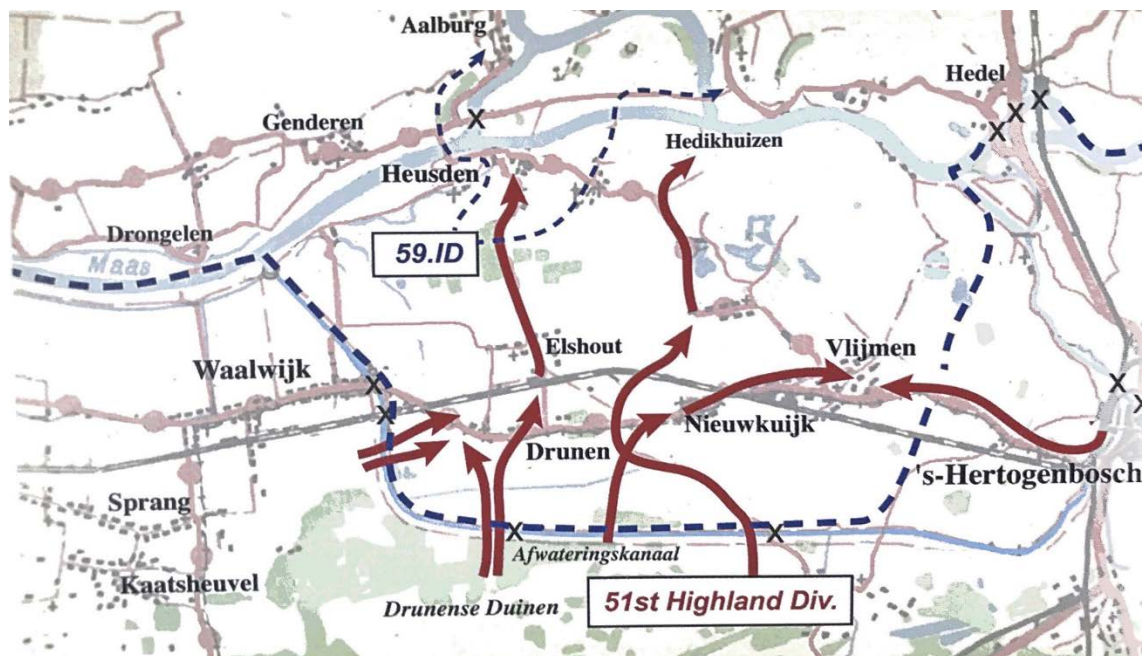 Aalburg
Hedel
Genderen
Hedikhuizen
Heusden
Drongelen
59.ID
Maas
Elshout
Vlijmen
Waalwijk
Nieuwkuijk
Drunen
's-Hertogenbosch
Sprang
Afwateringskanaal
Kaatsheuvel
51st Highland Div.
Drunense Duinen